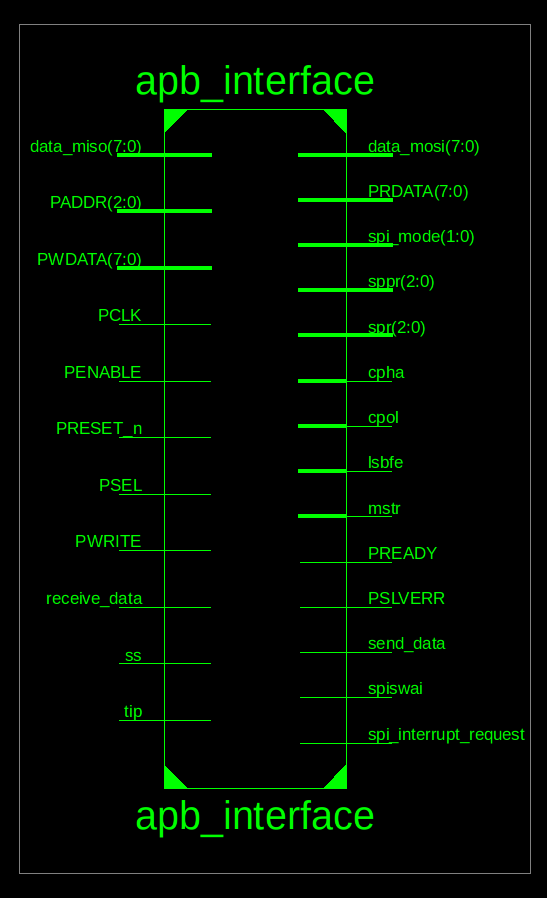 apb_interface
data_miso(7:0)
PADDR(2:0)
PWDATA(7:0)
PCLK
PENABLE
PRESET_n
PSEL
PWRITE
receive_data
ss
tip
data_mosi(7:0)
PRDATA(7:0)
spi_mode(1:0)
sppr(2:0)
spr(2:0)
cpha
cpol
lsbfe
mstr
PREADY
PSLVERR
send_data
spiswai
spi_interrupt_request
apb_interface